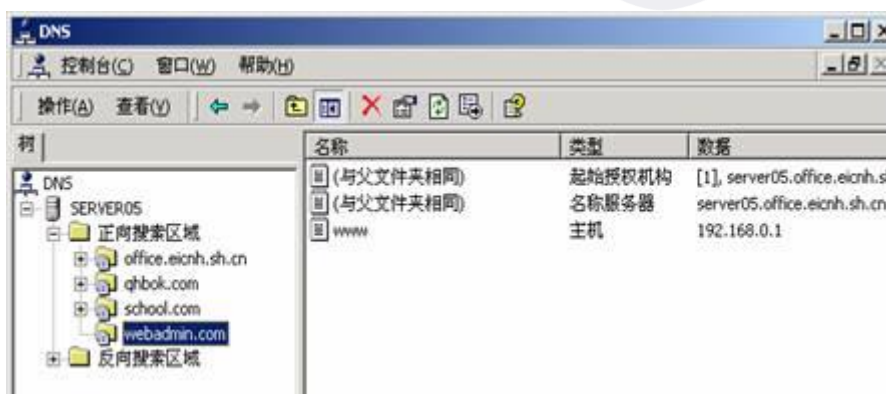 DNS
控制台(C) 窗口(W) 帮助(H)
操作(A) 查看(V)
树
名称 类型 数据
DNS
SERVER05
正向搜索区域
office.eicnh.sh.cn
qhbok.com
school.com
webadmin.com
反向搜索区域
(与父文件夹相同) 起始授权机构 [1], server05.office.eicnh.s
(与父文件夹相同) 名称服务器 server05.office.eicnh.sh.cn
www 主机 192.168.0.1